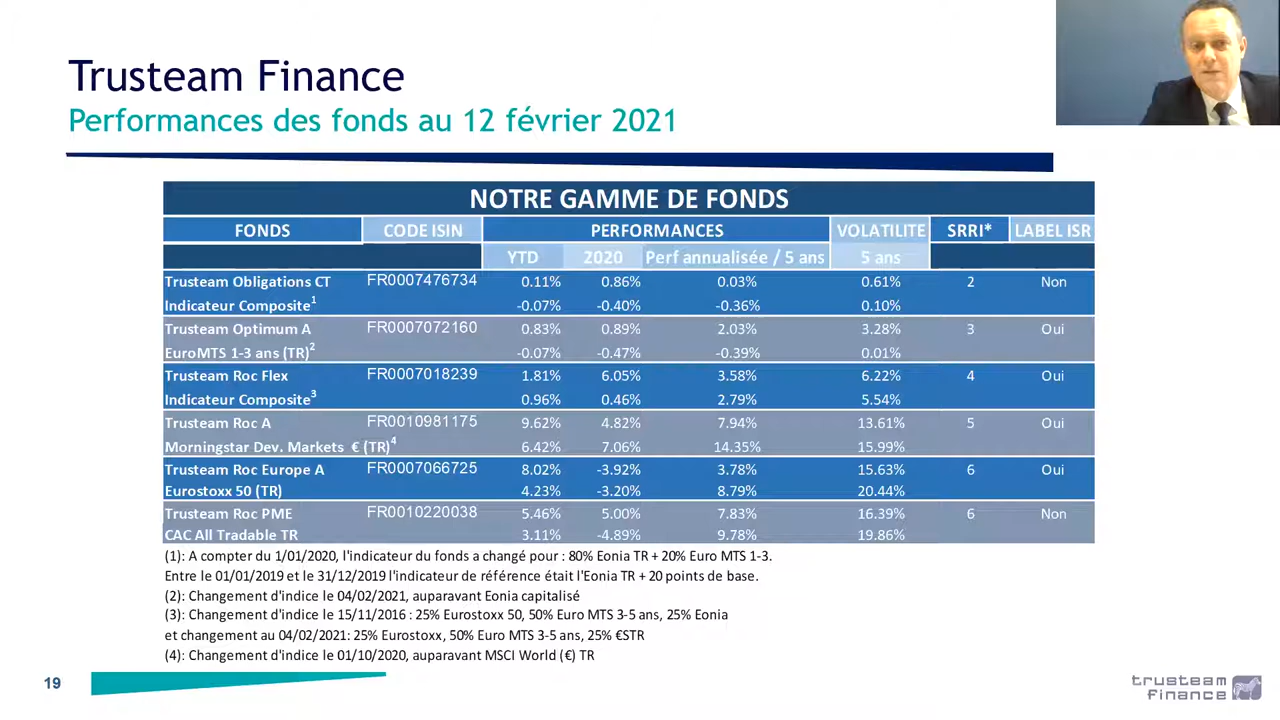 Trusteam Finance
Performances des fonds au 12 février 2021
NOTRE GAMME DE FONDS
FONDS CODE ISIN PERFORMANCES VOLATILITE SRRI* LABEL ISR
YTD 2020 Perf annualisée / 5 ans 5 ans
Trusteam Obligations CT FR0007476734 0.11% 0.86% 0.03% 0.61% 2 Non
Indicateur Composite1 -0.07% -0.40% -0.36% 0.10%
Trusteam Optimum A FR0007072160 0.83% 0.89% 2.03% 3.28% 3 Oui
EuroMTS 1-3 ans (TR)2 -0.07% -0.47% -0.39% 0.01%
Trusteam Roc Flex FR0007018239 1.81% 6.05% 3.58% 6.22% 4 Oui
Indicateur Composite3 0.96% 0.46% 2.79% 5.54%
Trusteam Roc A FR0010981175 9.62% 4.82% 7.94% 13.61% 5 Oui
Morningstar Dev. Markets € (TR)4 6.42% 7.06% 14.35% 15.99%
Trusteam Roc Europe A FR0007066725 8.02% -3.92% 3.78% 15.63% 6 Oui
Eurostoxx 50 (TR) 4.23% -3.20% 8.79% 20.44%
Trusteam Roc PME FR0010220038 5.46% 5.00% 7.83% 16.39% 6 Non
CAC All Tradable TR 3.11% -4.89% 9.78% 19.86%
(1): A compter du 1/01/2020, l'indicateur du fonds a changé pour : 80% Eonia TR + 20% Euro MTS 1-3.
Entre le 01/01/2019 et le 31/12/2019 l'indicateur de référence était l'Eonia TR + 20 points de base.
(2): Changement d'indice le 04/02/2021, auparavant Eonia capitalisé
(3): Changement d'indice le 15/11/2016 : 25% Eurostoxx 50, 50% Euro MTS 3-5 ans, 25% Eonia
et changement au 04/02/2021: 25% Eurostoxx, 50% Euro MTS 3-5 ans, 25% €STR
(4): Changement d'indice le 01/10/2020, auparavant MSCI World (€) TR
19
trusteam
finance